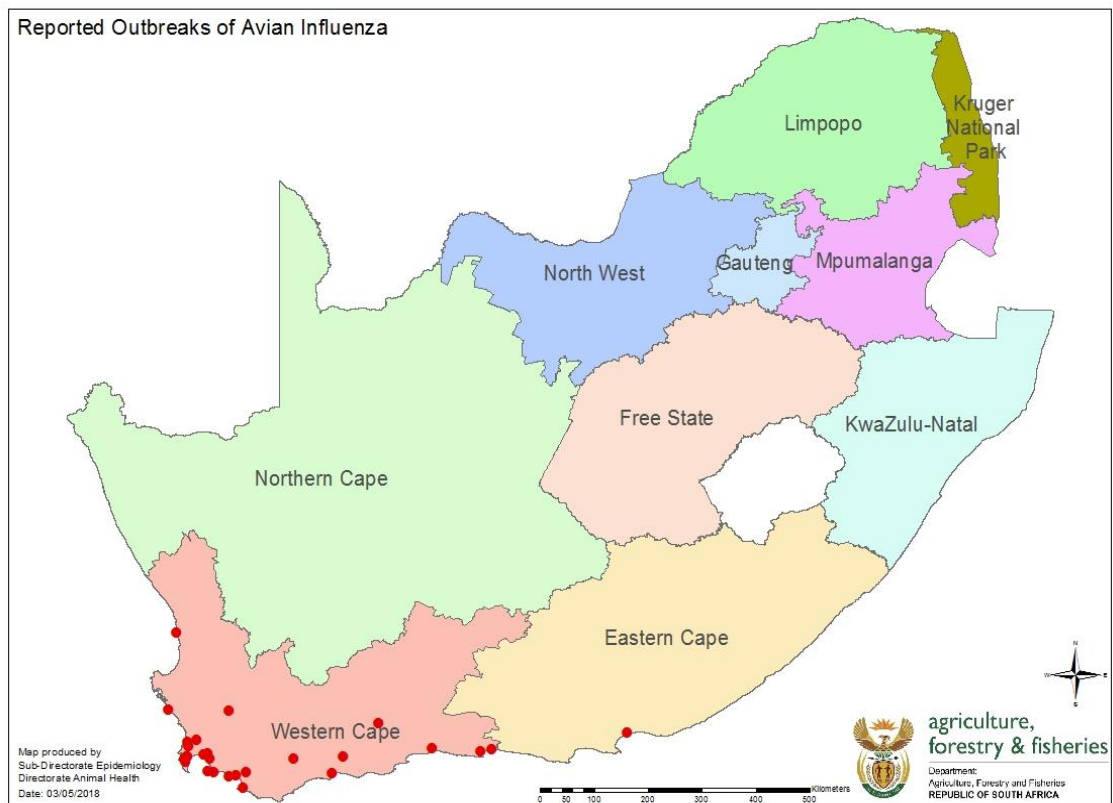 Reported Outbreaks of Avian Influenza
Limpopo
Kruger
National
Park
North West
Gauteng
Mpumalanga
Free State
KwaZulu-Natal
Northern Cape
Eastern Cape
Western Cape
N
W
E
S
Map produced by
Sub-Directorate Epidemiology
Directorate Animal Health
Date: 03/05/2018
0 50 100 200 300 400 500
Kilometers
agriculture,
forestry & fisheries
Department:
Agriculture, Forestry and Fisheries
REPUBLIC OF SOUTH AFRICA